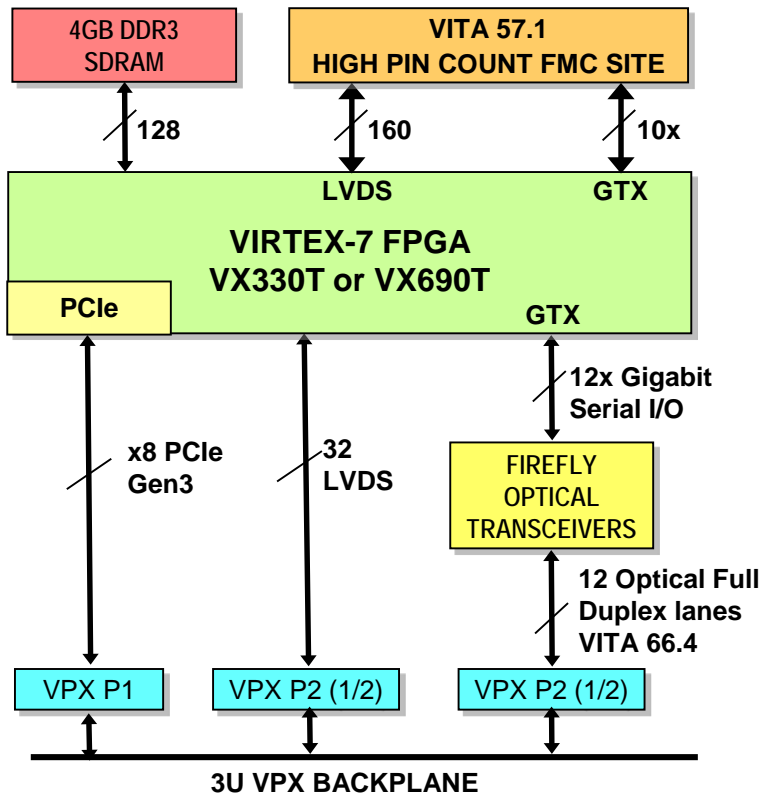 4GB DDR3
SDRAM
VITA 57.1
HIGH PIN COUNT FMC SITE
128
160
10x
LVDS
GTX
VIRTEX-7 FPGA
VX330T or VX690T
PCIe
GTX
12x Gigabit
Serial I/O
x8 PCIe
Gen3
32
LVDS
FIREFLY
OPTICAL
TRANSCEIVERS
12 Optical Full
Duplex lanes
VITA 66.4
VPX P1
VPX P2 (1/2)
VPX P2 (1/2)
3U VPX BACKPLANE